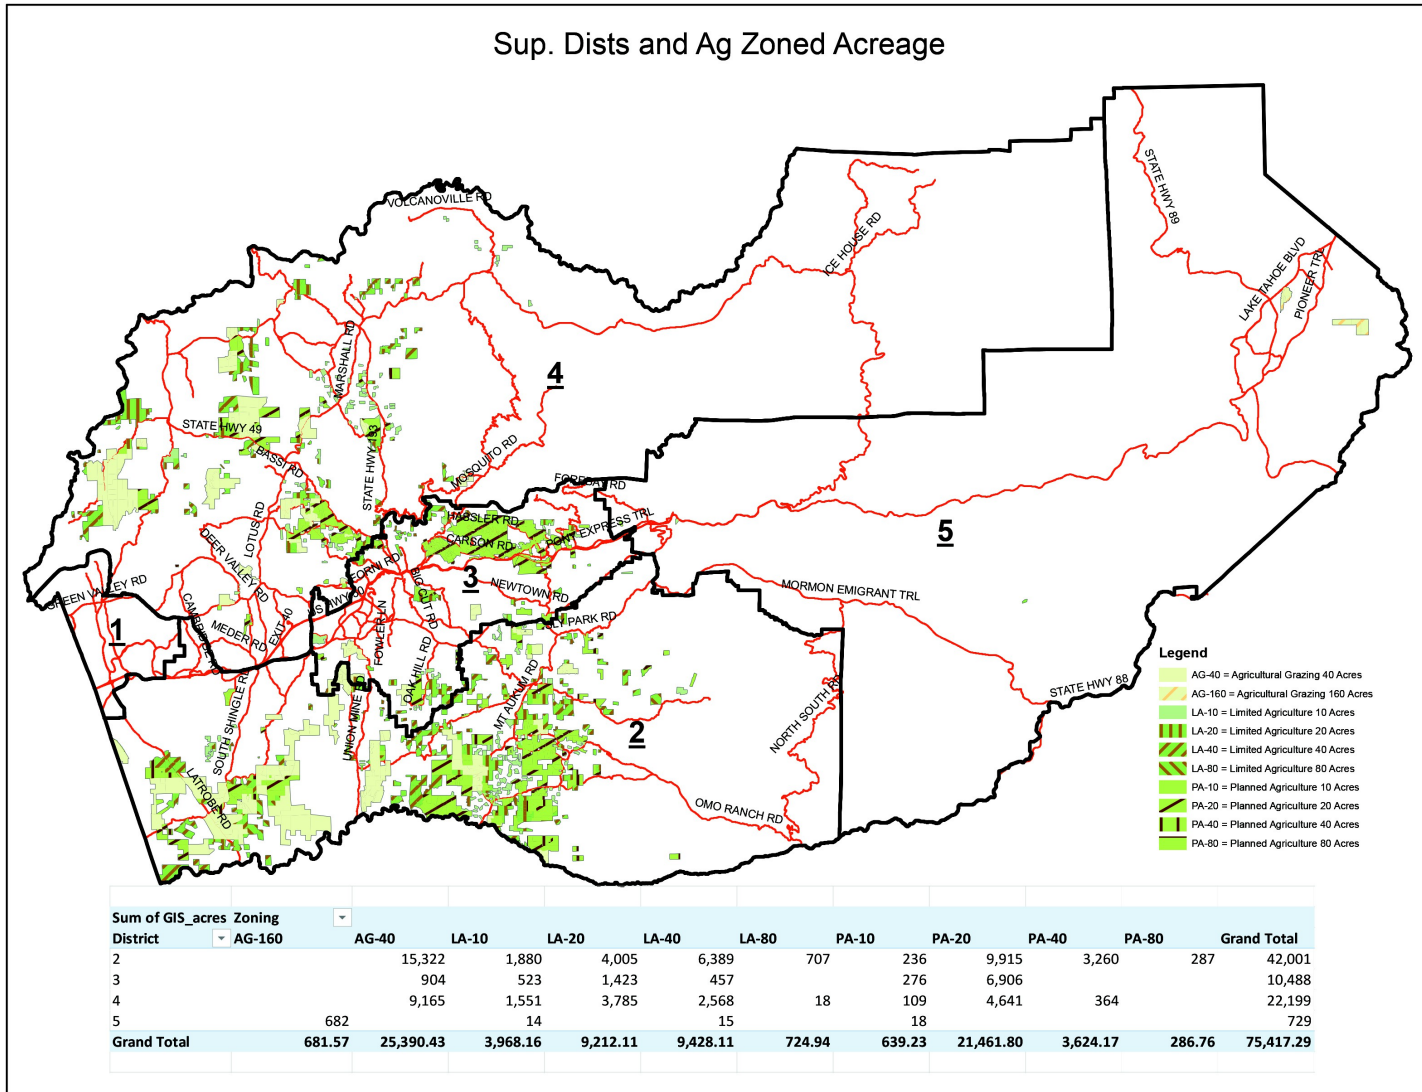 Sup. Dists and Ag Zoned Acreage
VOLCANOVILLE RD
STATE HWY 89
ICE HOUSE RD
LAKE TAHOE BLVD
PIONEER TRL
MARSHALL RD
4
STATE HWY 49
BASSI RD
STATE HWY 193
MOSQUITO RD
FOREBAY RD
HASSLER RD
LOTUS RD
PONY EXPRESS TRL
CARSON RD
5
DEER VALLEY RD
FORNI RD
3
BIG CUT RD
NEWTOWN RD
MORMON EMIGRANT TRL
GREEN VALLEY RD
US HWY 50
CAMBRIDGE RD
1
MEDER RD
EXIT 40
FOWLER LN
SLY PARK RD
OAK HILL RD
SOUTH SHINGLE RD
UNION MINE RD
MT AUKUM RD
NORTH SOUTH RD
STATE HWY 88
2
LATROBE RD
OMO RANCH RD
Legend
AG-40 = Agricultural Grazing 40 Acres
AG-160 = Agricultural Grazing 160 Acres
LA-10 = Limited Agriculture 10 Acres
LA-20 = Limited Agriculture 20 Acres
LA-40 = Limited Agriculture 40 Acres
LA-80 = Limited Agriculture 80 Acres
PA-10 = Planned Agriculture 10 Acres
PA-20 = Planned Agriculture 20 Acres
PA-40 = Planned Agriculture 40 Acres
PA-80 = Planned Agriculture 80 Acres
Sum of GIS_acres Zoning
District AG-160 AG-40 LA-10 LA-20 LA-40 LA-80 PA-10 PA-20 PA-40 PA-80 Grand Total
2 15,322 1,880 4,005 6,389 707 236 9,915 3,260 287 42,001
3 904 523 1,423 457 276 6,906 10,488
4 9,165 1,551 3,785 2,568 18 109 4,641 364 22,199
5 682 14 15 18 729
Grand Total 681.57 25,390.43 3,968.16 9,212.11 9,428.11 724.94 639.23 21,461.80 3,624.17 286.76 75,417.29